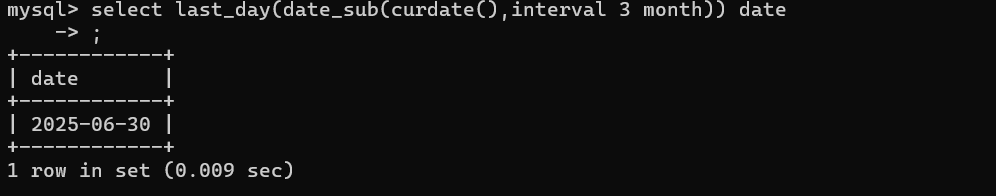 mysql> select last_day(date_sub(curdate(),interval 3 month)) date
    -> ;
+------------+
| date       |
+------------+
| 2025-06-30 |
+------------+
1 row in set (0.009 sec)